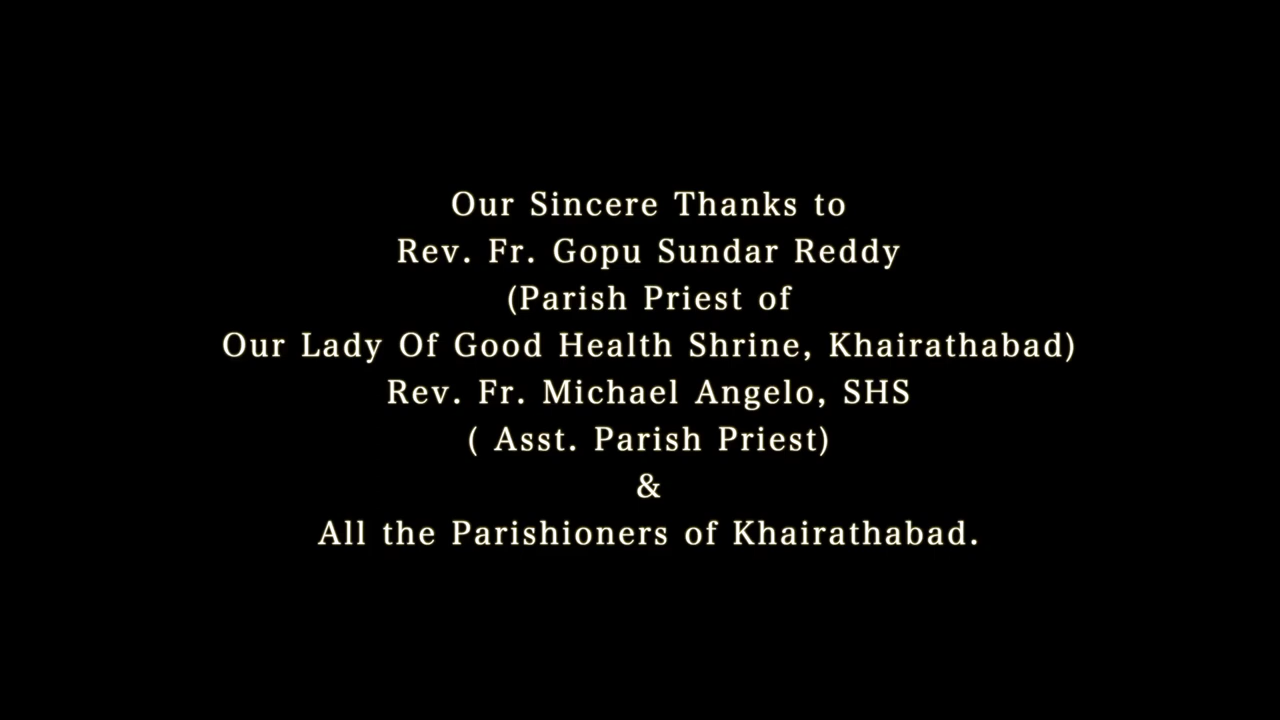 Our Sincere Thanks to
Rev. Fr. Gopu Sundar Reddy
(Parish Priest of
Our Lady Of Good Health Shrine, Khairathabad)
Rev. Fr. Michael Angelo, SHS
( Asst. Parish Priest)
&
All the Parishioners of Khairathabad.